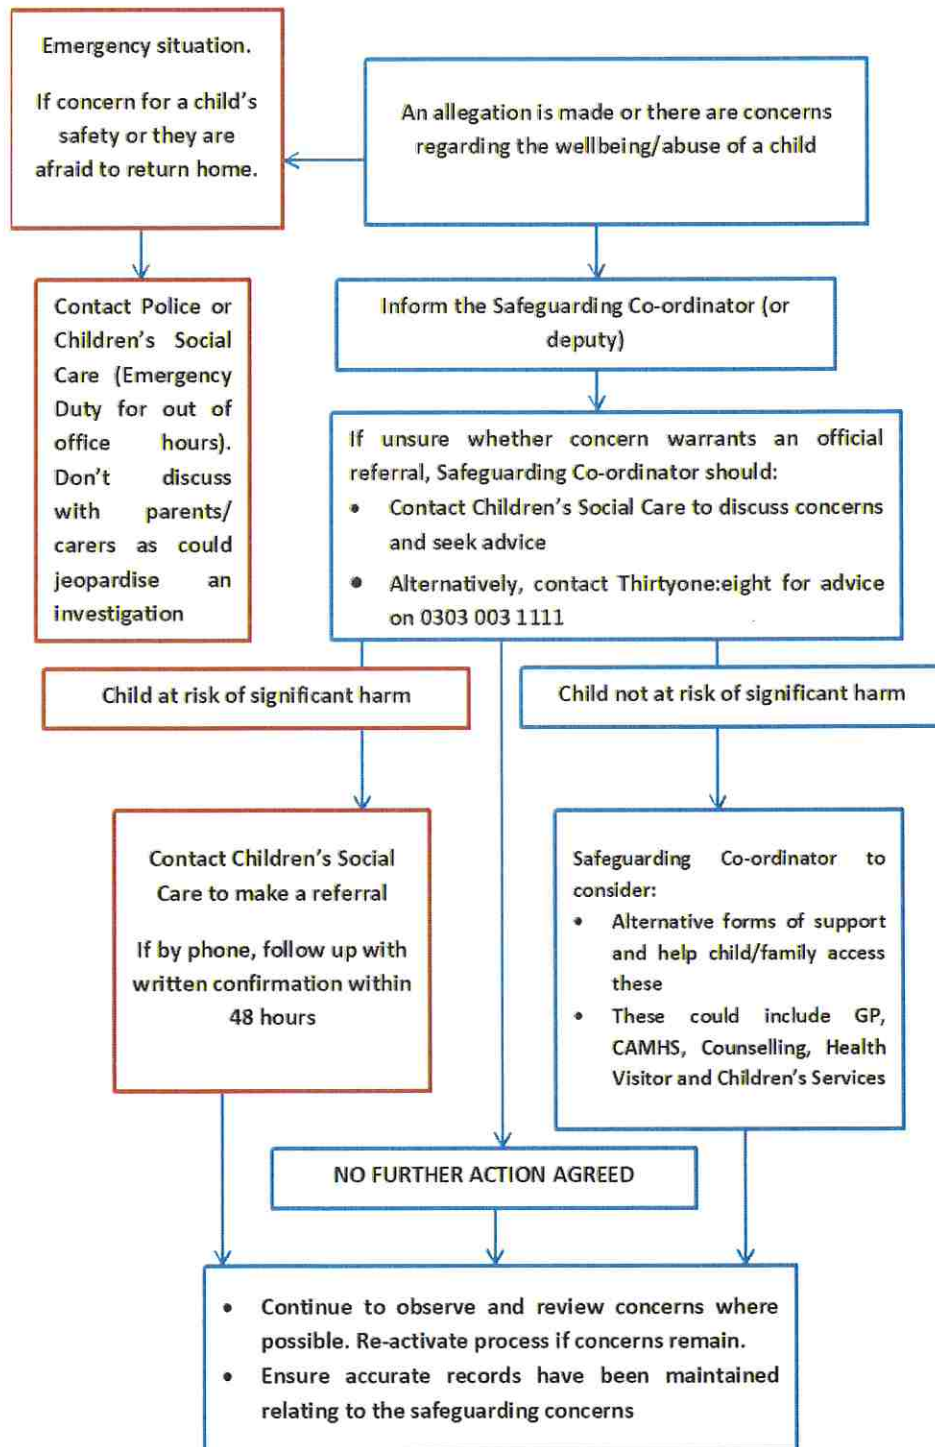 Emergency situation.
If concern for a child's
safety or they are
afraid to return home.
An allegation is made or there are concerns
regarding the wellbeing/abuse of a child
Contact Police or
Children's Social
Care (Emergency
Duty for out of
office hours).
Don't discuss
with parents/
carers as could
jeopardise an
investigation
Inform the Safeguarding Co-ordinator (or
deputy)
If unsure whether concern warrants an official
referral, Safeguarding Co-ordinator should:
• Contact Children's Social Care to discuss concerns
and seek advice
• Alternatively, contact Thirtyone:eight for advice
on 0303 003 1111
Child at risk of significant harm
Child not at risk of significant harm
Contact Children's Social
Care to make a referral
If by phone, follow up with
written confirmation within
48 hours
Safeguarding Co-ordinator to
consider:
• Alternative forms of support
and help child/family access
these
• These could include GP,
CAMHS, Counselling, Health
Visitor and Children's Services
NO FURTHER ACTION AGREED
• Continue to observe and review concerns where
possible. Re-activate process if concerns remain.
• Ensure accurate records have been maintained
relating to the safeguarding concerns